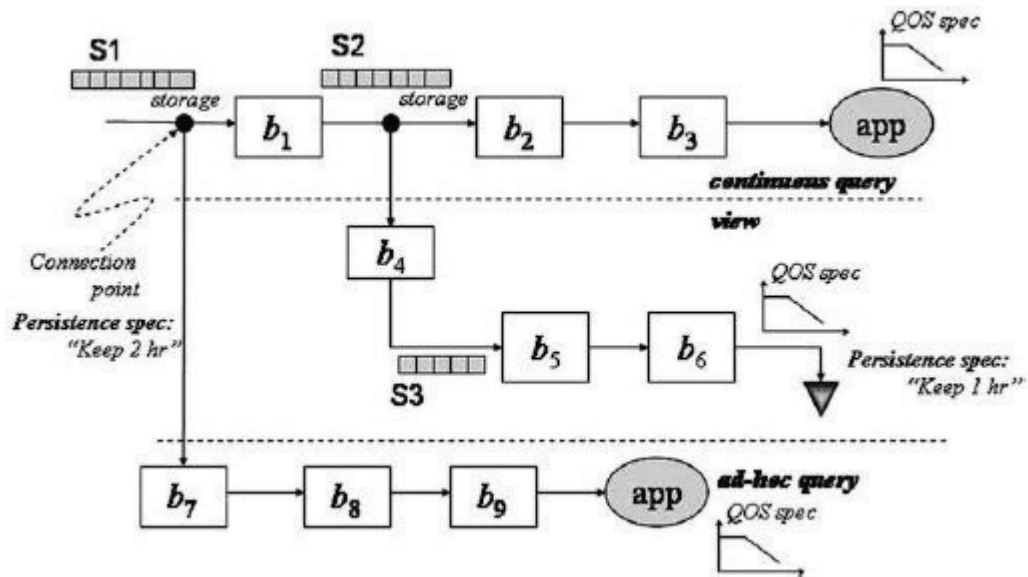 QOS spec
S1
S2
storage
storage
b1
b2
b3
app
continuous query
view
b4
Connection
point
QOS spec
Persistence spec:
"Keep 2 hr"
b5
b6
Persistence spec:
"Keep 1 hr"
S3
b7
b8
b9
app
ad-hoc query
QOS spec